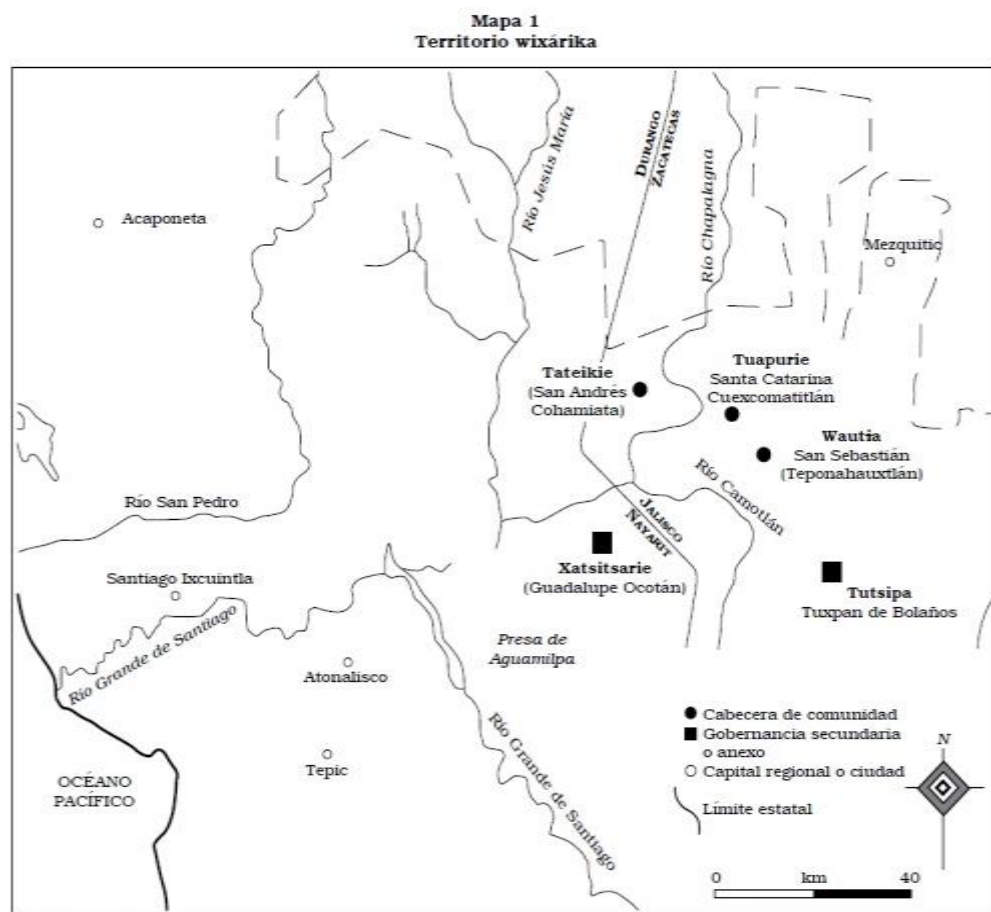 Mapa 1
Territorio wixárika
Río Jesús María
DURANGO
ZACATECAS
Río Chapalagna
Acaponeta
Mezquitic
Tateikie
(San Andrés
Cohamiata)
Tuapurie
Santa Catarina
Cuexcomatitlán
Wautia
San Sebastián
(Teponahauxtlán)
Río San Pedro
Río Camotlán
JALISCO
NAYARIT
Xatsitsarie
(Guadalupe Ocotán)
Tutsipa
Tuxpan de Bolaños
Santiago Ixcuintla
Río Grande de Santiago
Atonalisco
Presa de
Aguamilpa
Río Grande de Santiago
Tepic
OCÉANO
PACÍFICO
Cabecera de comunidad
Gobernancia secundaria
o anexo
Capital regional o ciudad
Límite estatal
N
0 km 40